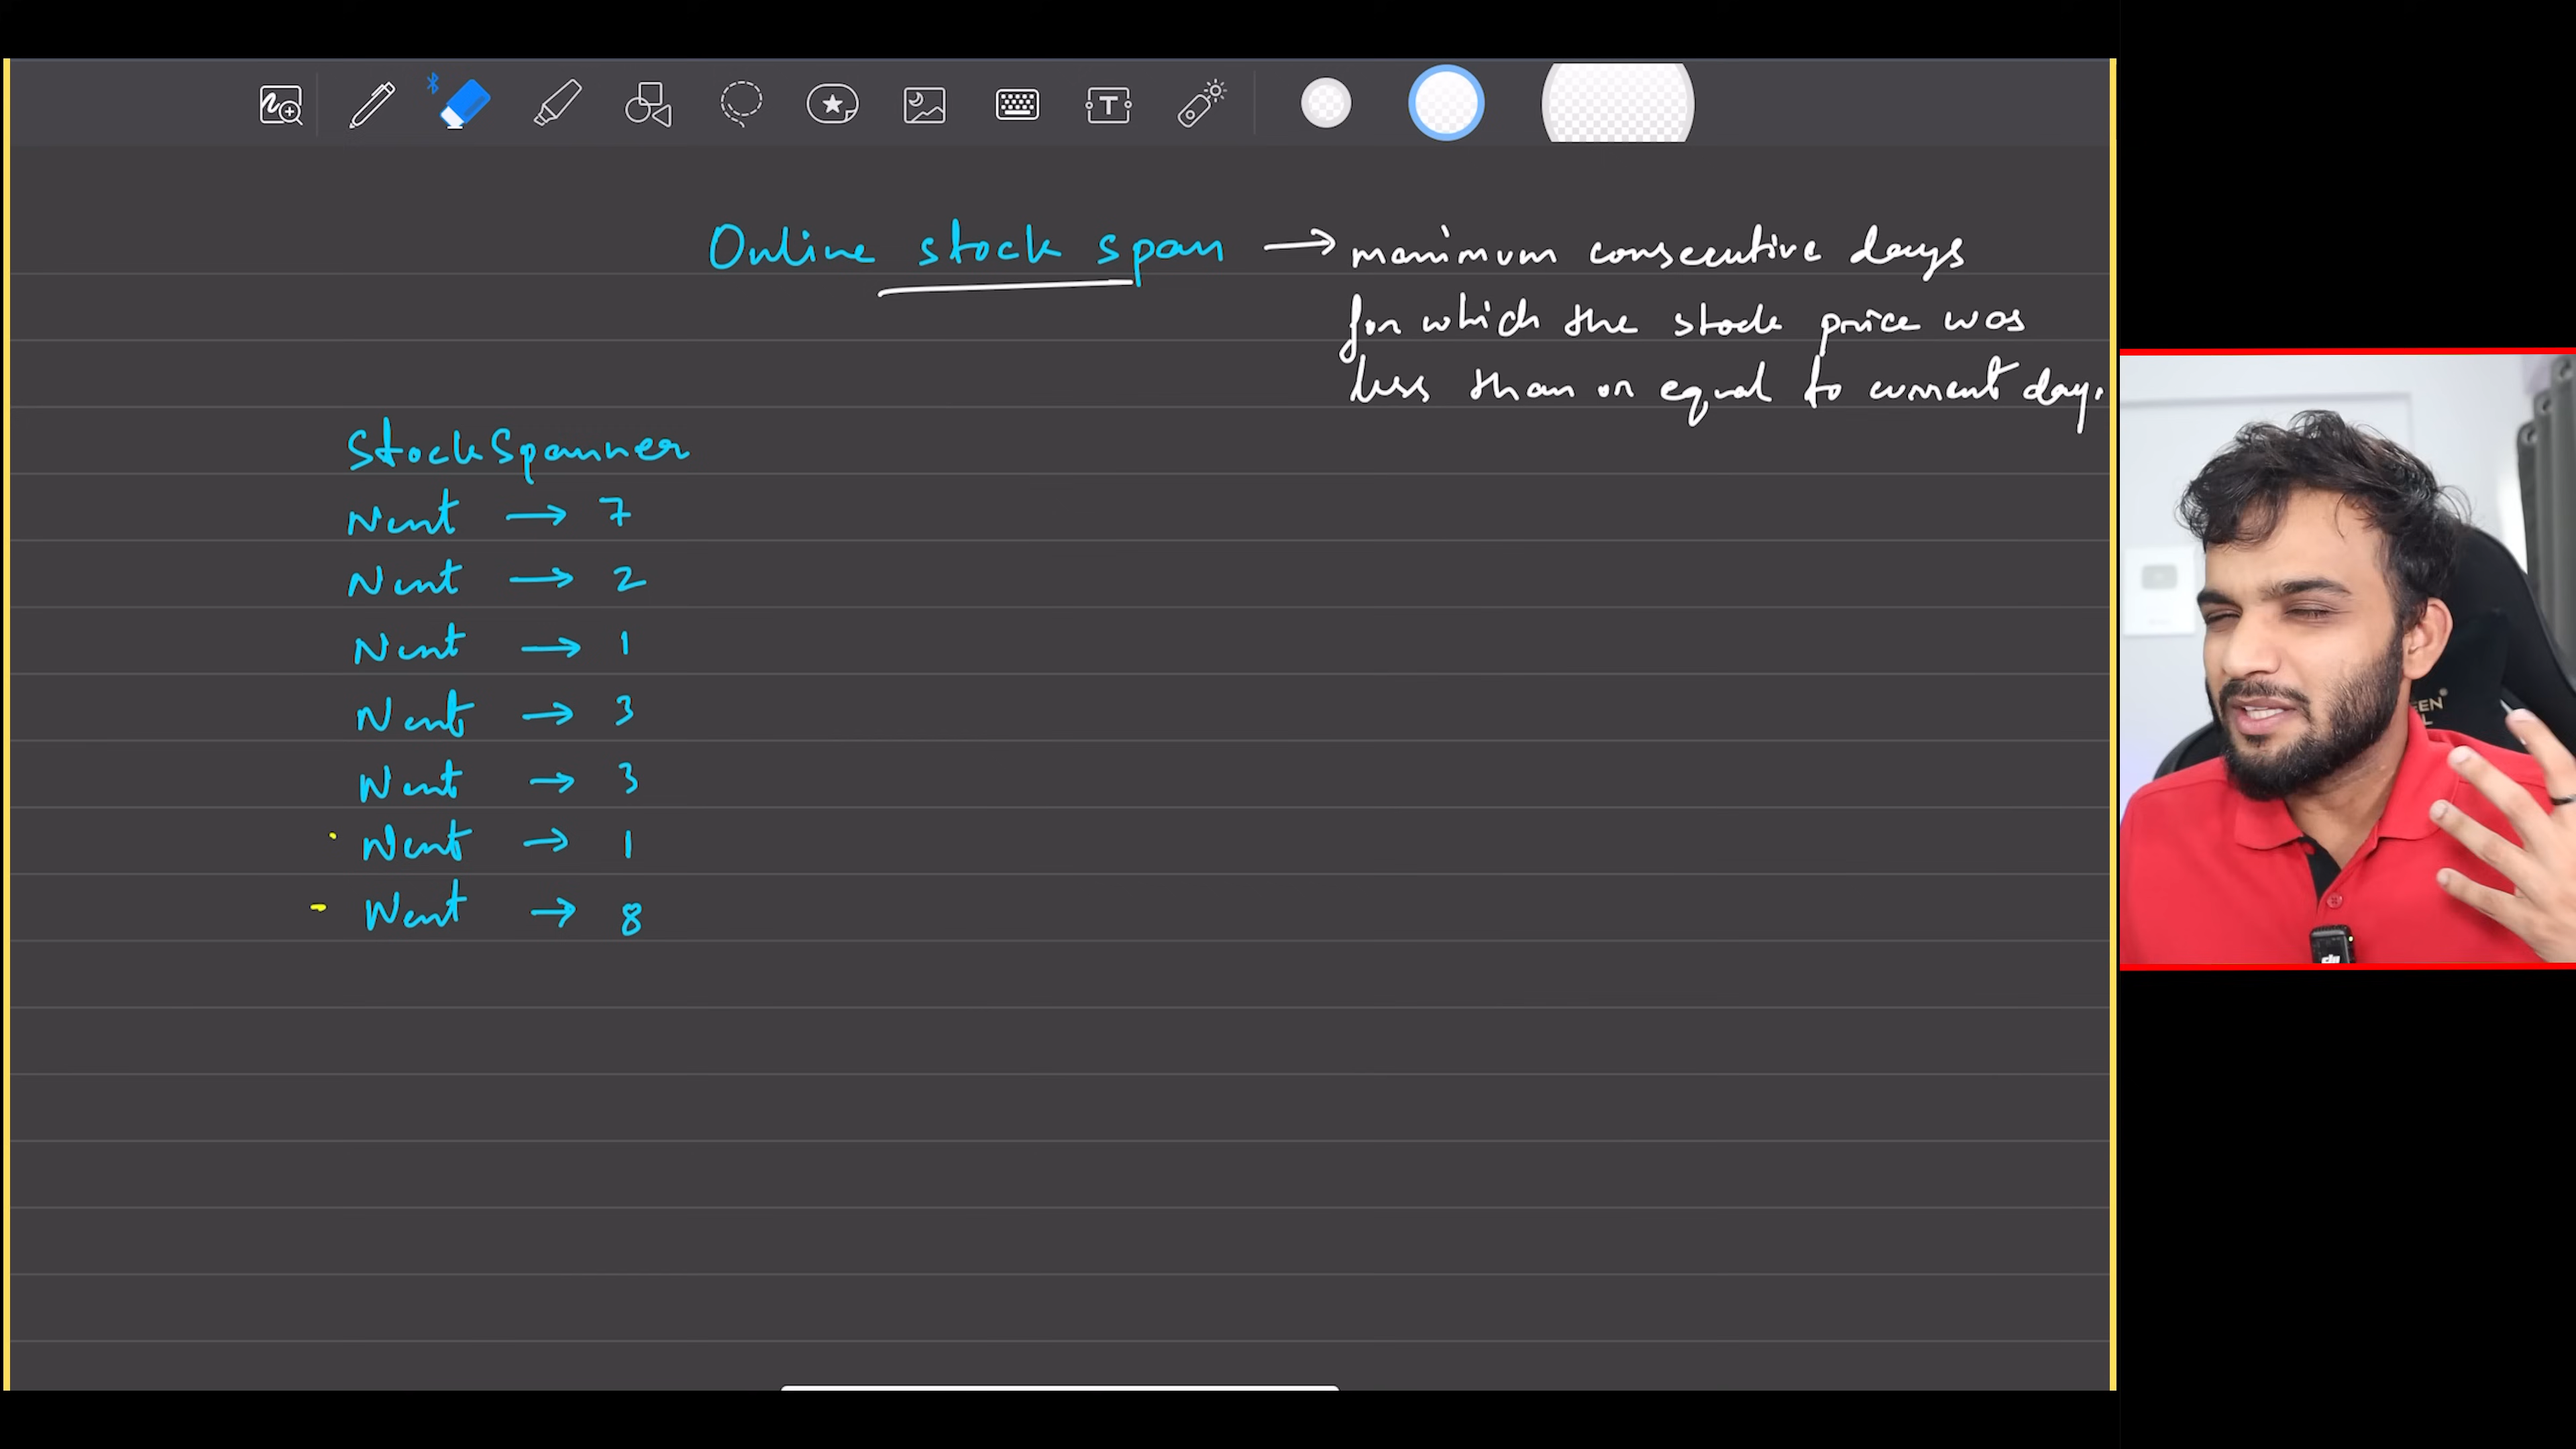 Online stock span → maximum consecutive days
for which the stock price was
less than or equal to current day.
StockSpanner
Next → 7
Next → 2
Next → 1
Next → 3
Next → 3
Next → 1
Next → 8